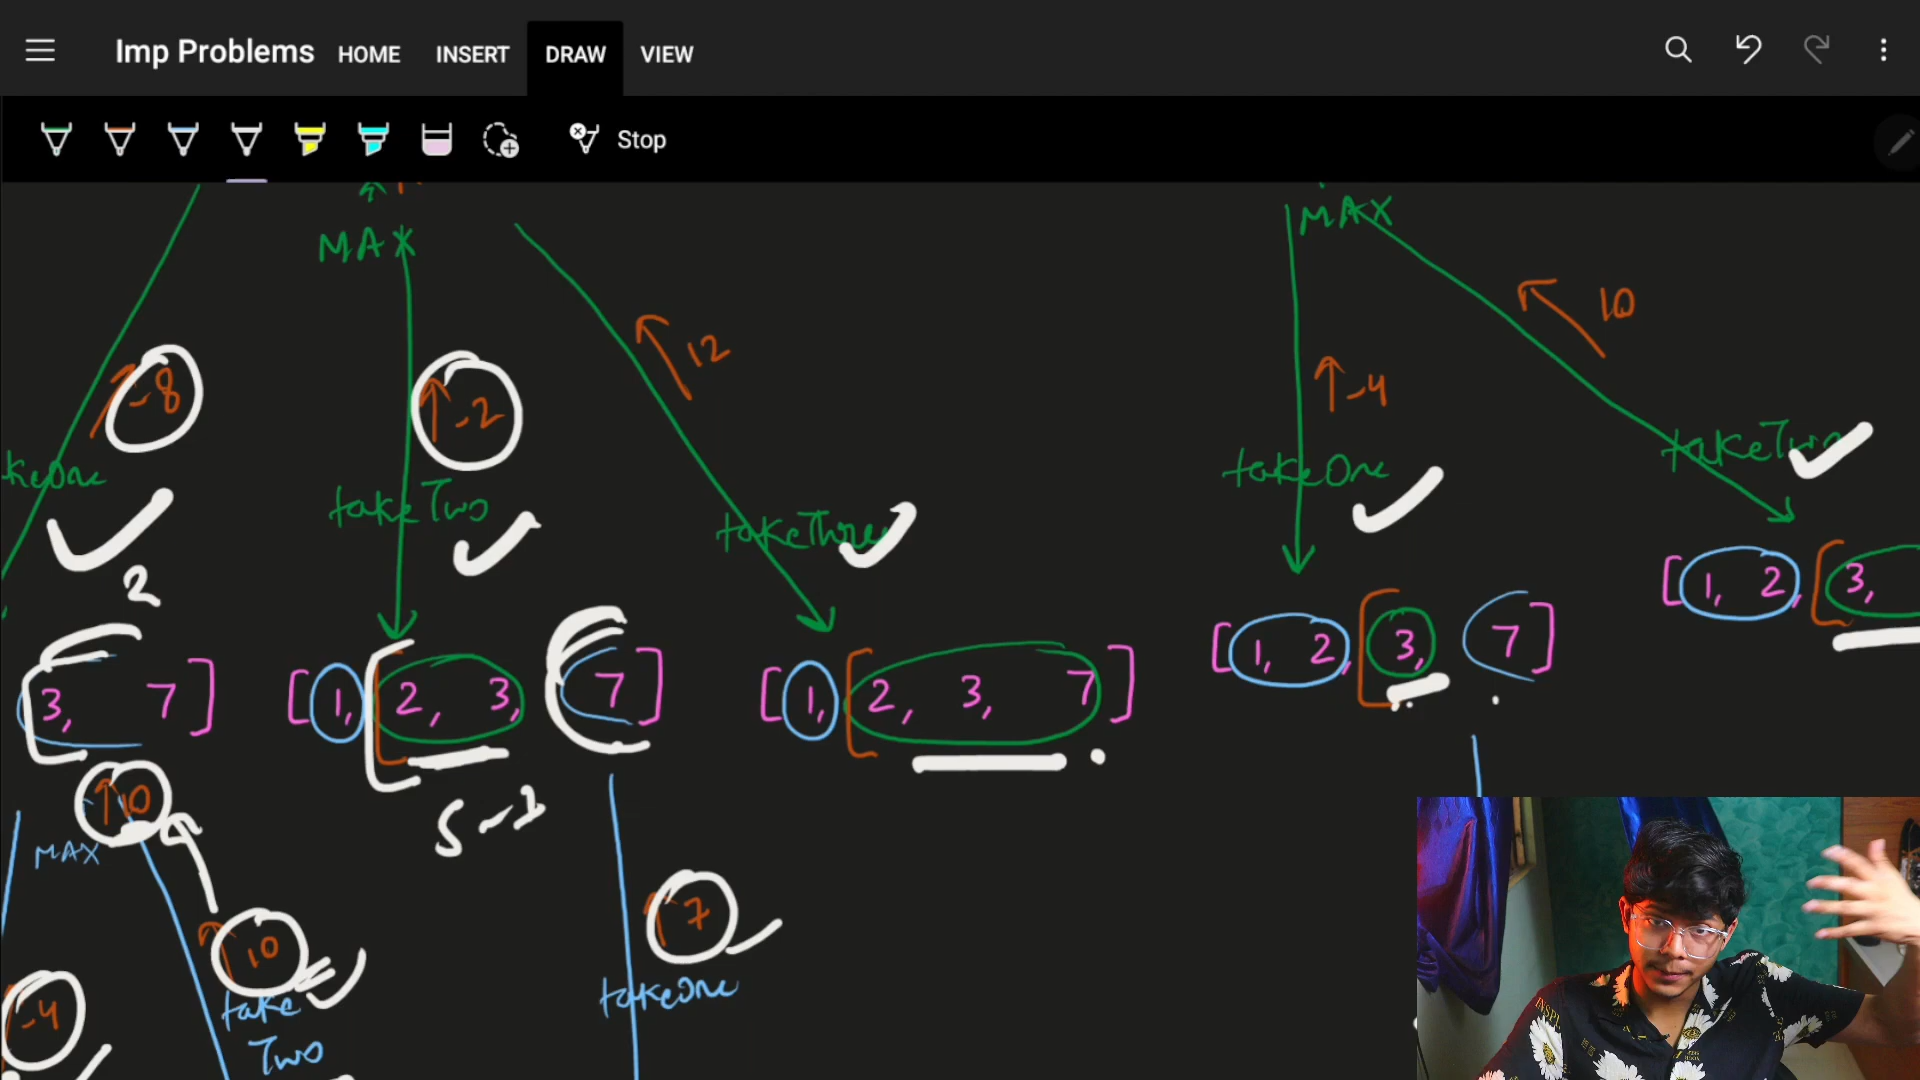 Imp Problems HOME INSERT DRAW VIEW
Stop
MAX
MAX
10
12
-8
-2
-4
takeTwo
keOne
takeOne
takeTwo
takeThree
2
[1, 2, 3,
[1, 2, 3, 7]
3, 7]
[1, 2, 3, 7]
[1, 2, 3, 7]
10
MAX
7
10
takeOne
take
Two
-4